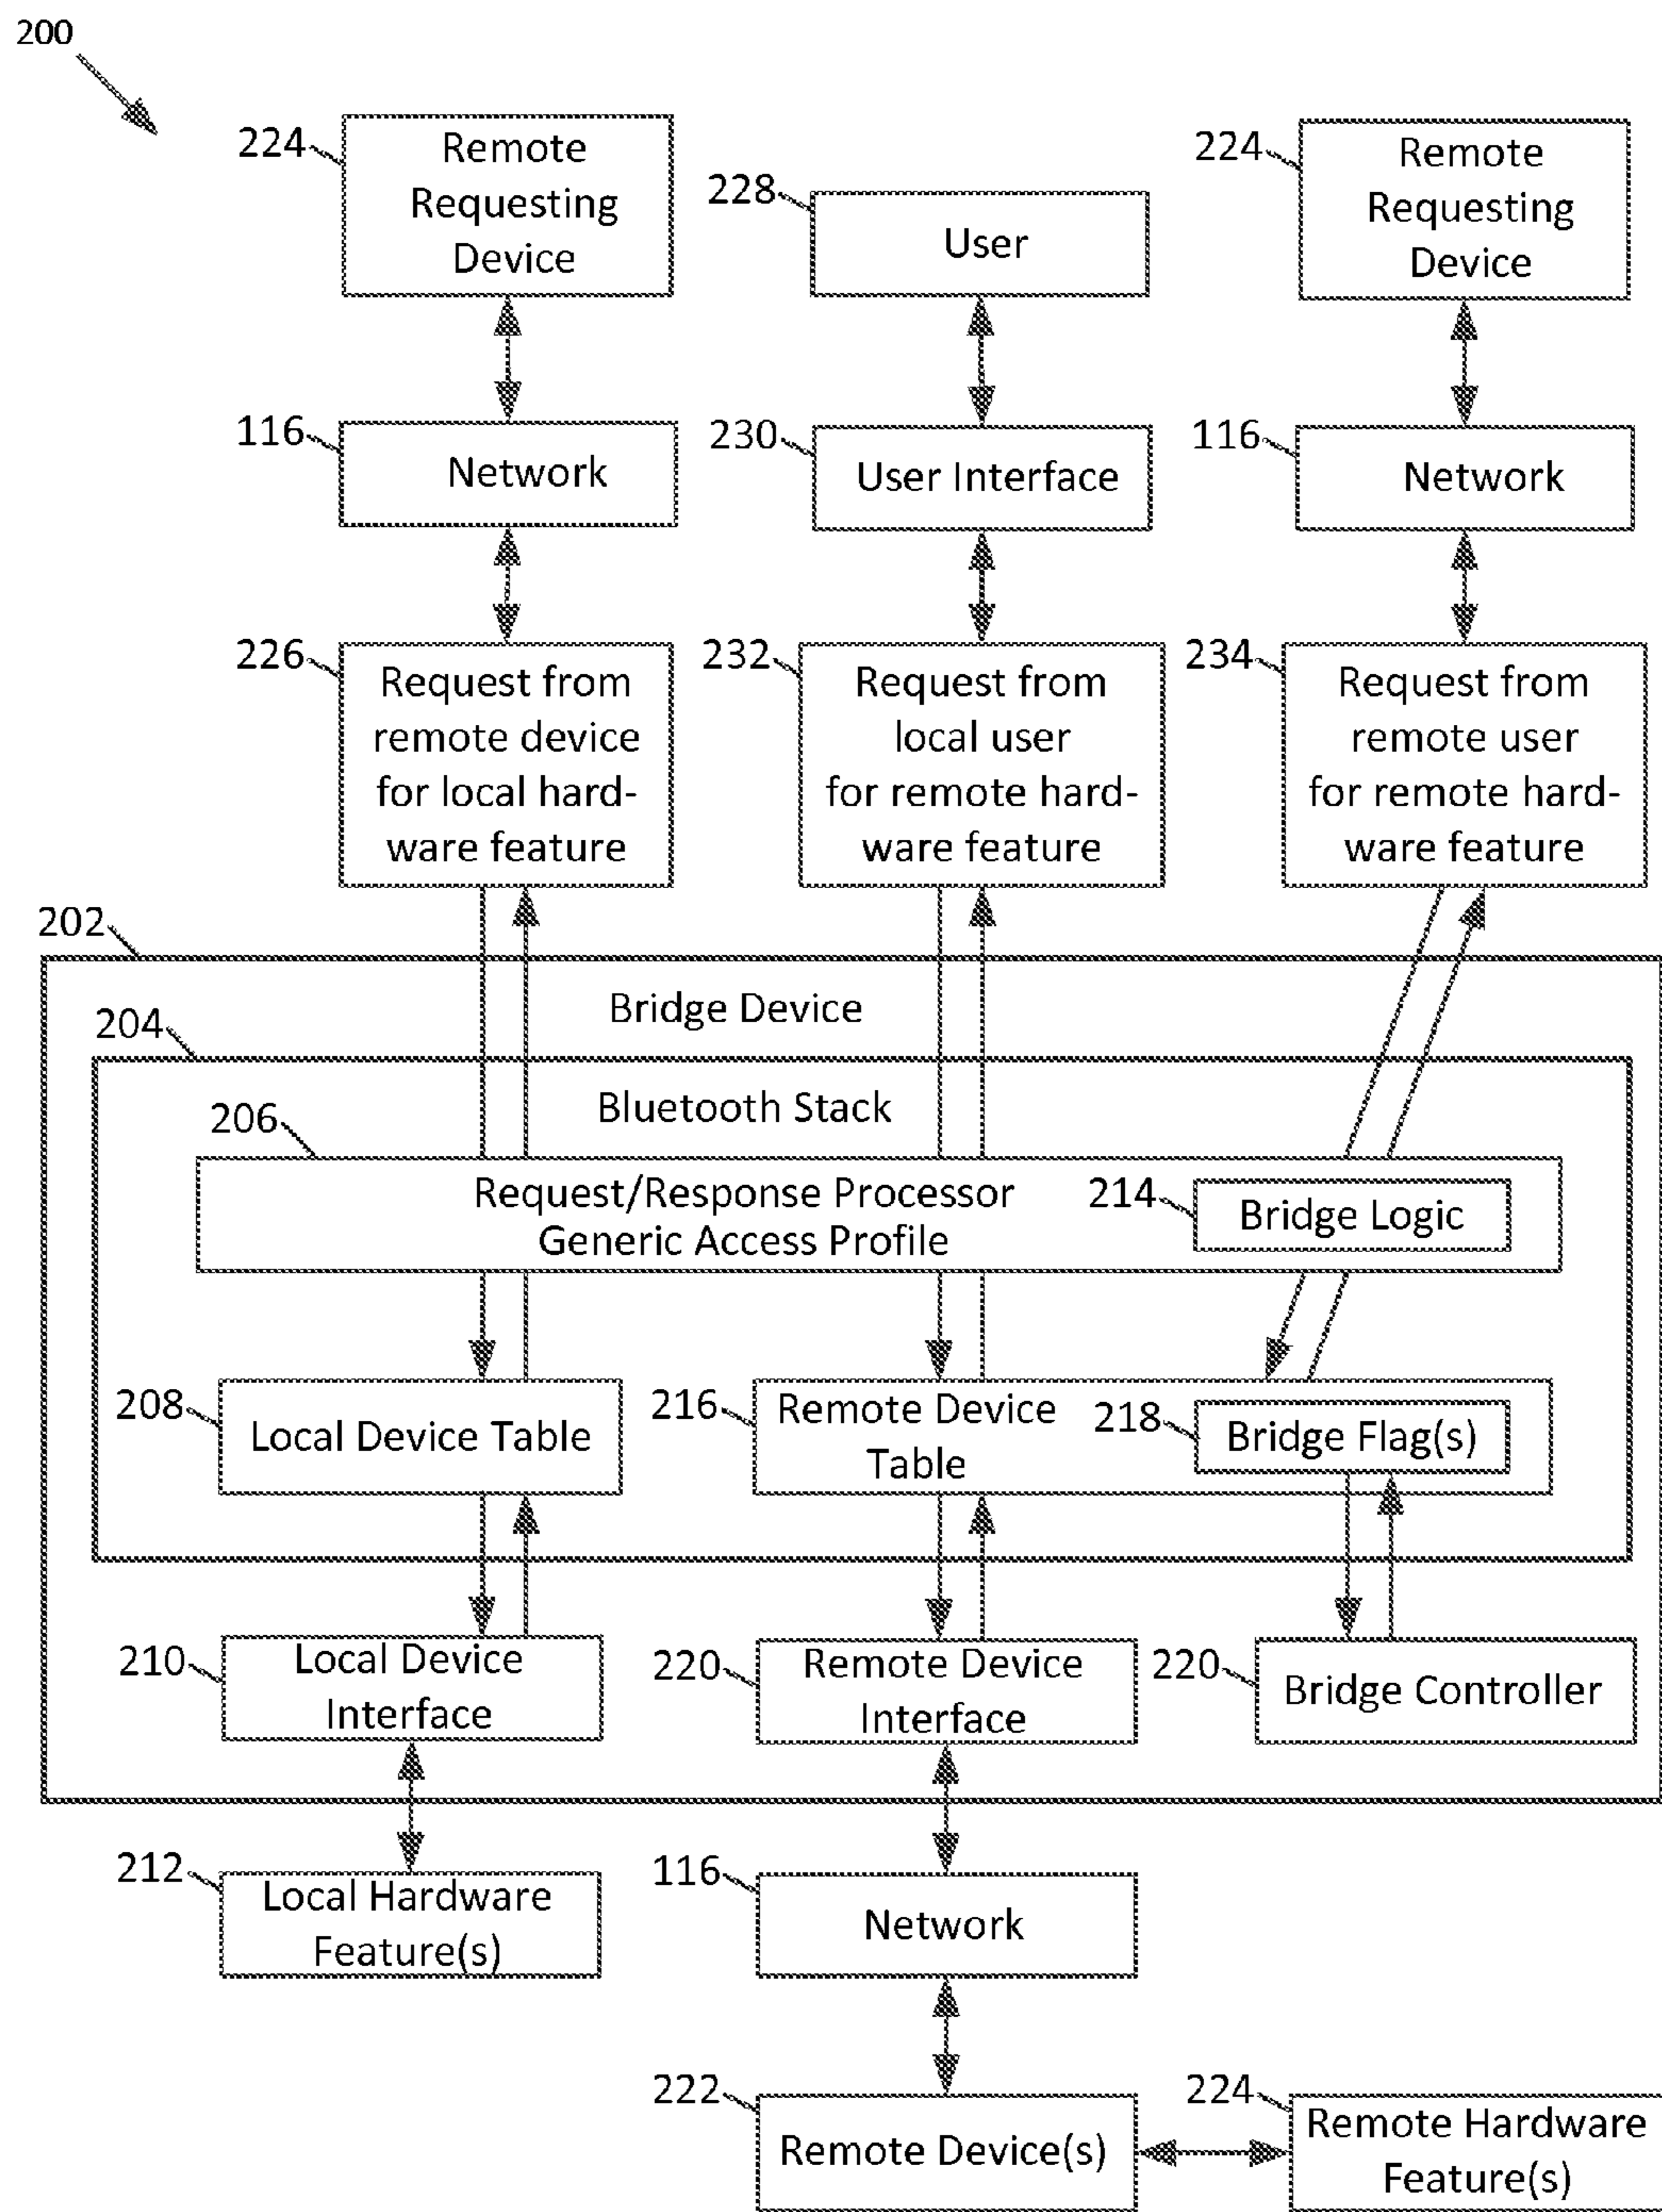 200
224
Remote
Requesting
Device
228
User
224
Remote
Requesting
Device
116
Network
230
User Interface
116
Network
226
Request from
remote device
for local hard-
ware feature
232
Request from
local user
for remote hard-
ware feature
234
Request from
remote user
for remote hard-
ware feature
202
Bridge Device
204
Bluetooth Stack
206
Request/Response Processor
Generic Access Profile
214
Bridge Logic
208
Local Device Table
216
Remote Device
Table
218
Bridge Flag(s)
210
Local Device
Interface
220
Remote Device
Interface
220
Bridge Controller
212
Local Hardware
Feature(s)
116
Network
222
Remote Device(s)
224
Remote Hardware
Feature(s)